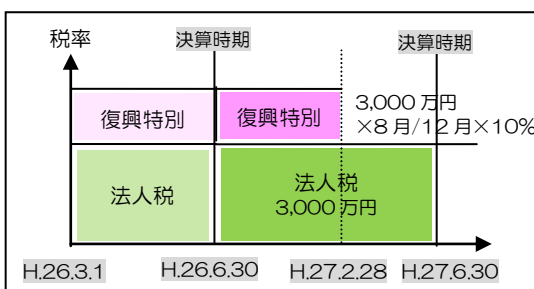 税率
決算時期
決算時期
復興特別
復興特別
3,000 万円
×8 月/12 月×10%
法人税
法人税
3,000 万円
H.26.3.1
H.26.6.30
H.27.2.28
H.27.6.30